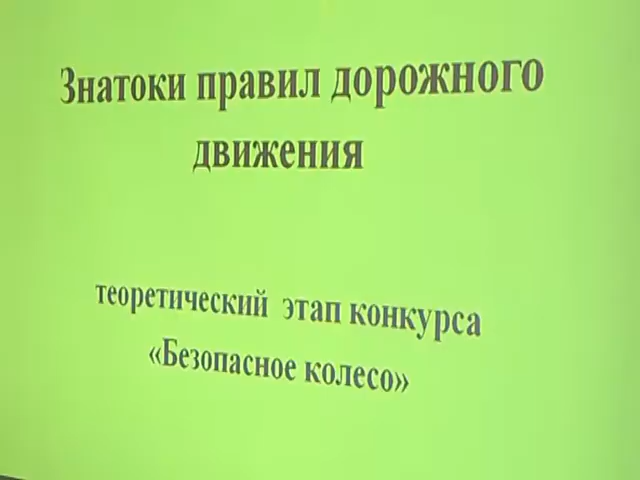 Знатоки правил дорожного
движения
теоретический этап конкурса
«Безопасное колесо»